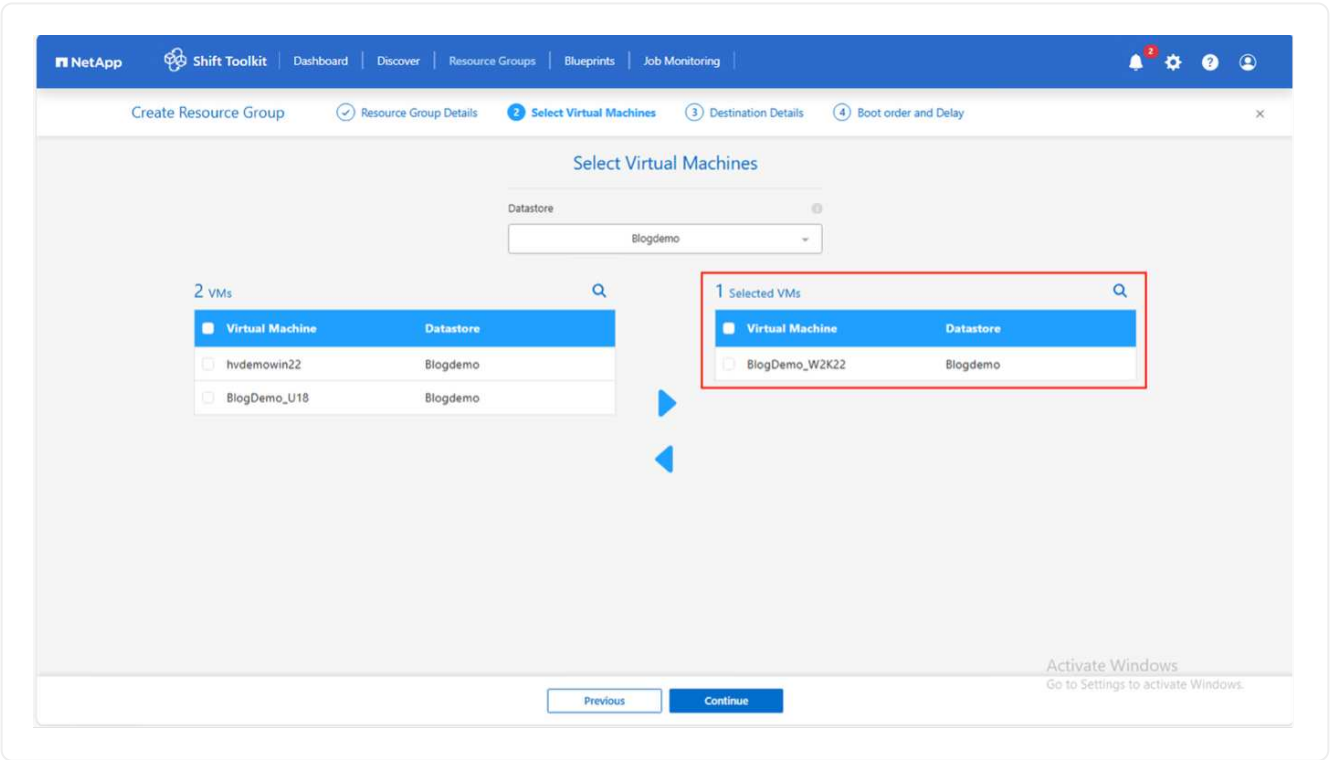 NetApp Shift Toolkit Dashboard Discover Resource Groups Blueprints Job Monitoring 2
Create Resource Group Resource Group Details 2 Select Virtual Machines 3 Destination Details 4 Boot order and Delay
Select Virtual Machines
Datastore
Blogdemo
2 VMs
Virtual Machine Datastore
hvdemowin22 Blogdemo
BlogDemo_U18 Blogdemo
1 Selected VMs
Virtual Machine Datastore
BlogDemo_W2K22 Blogdemo
Activate Windows
Go to Settings to activate Windows.
Previous Continue